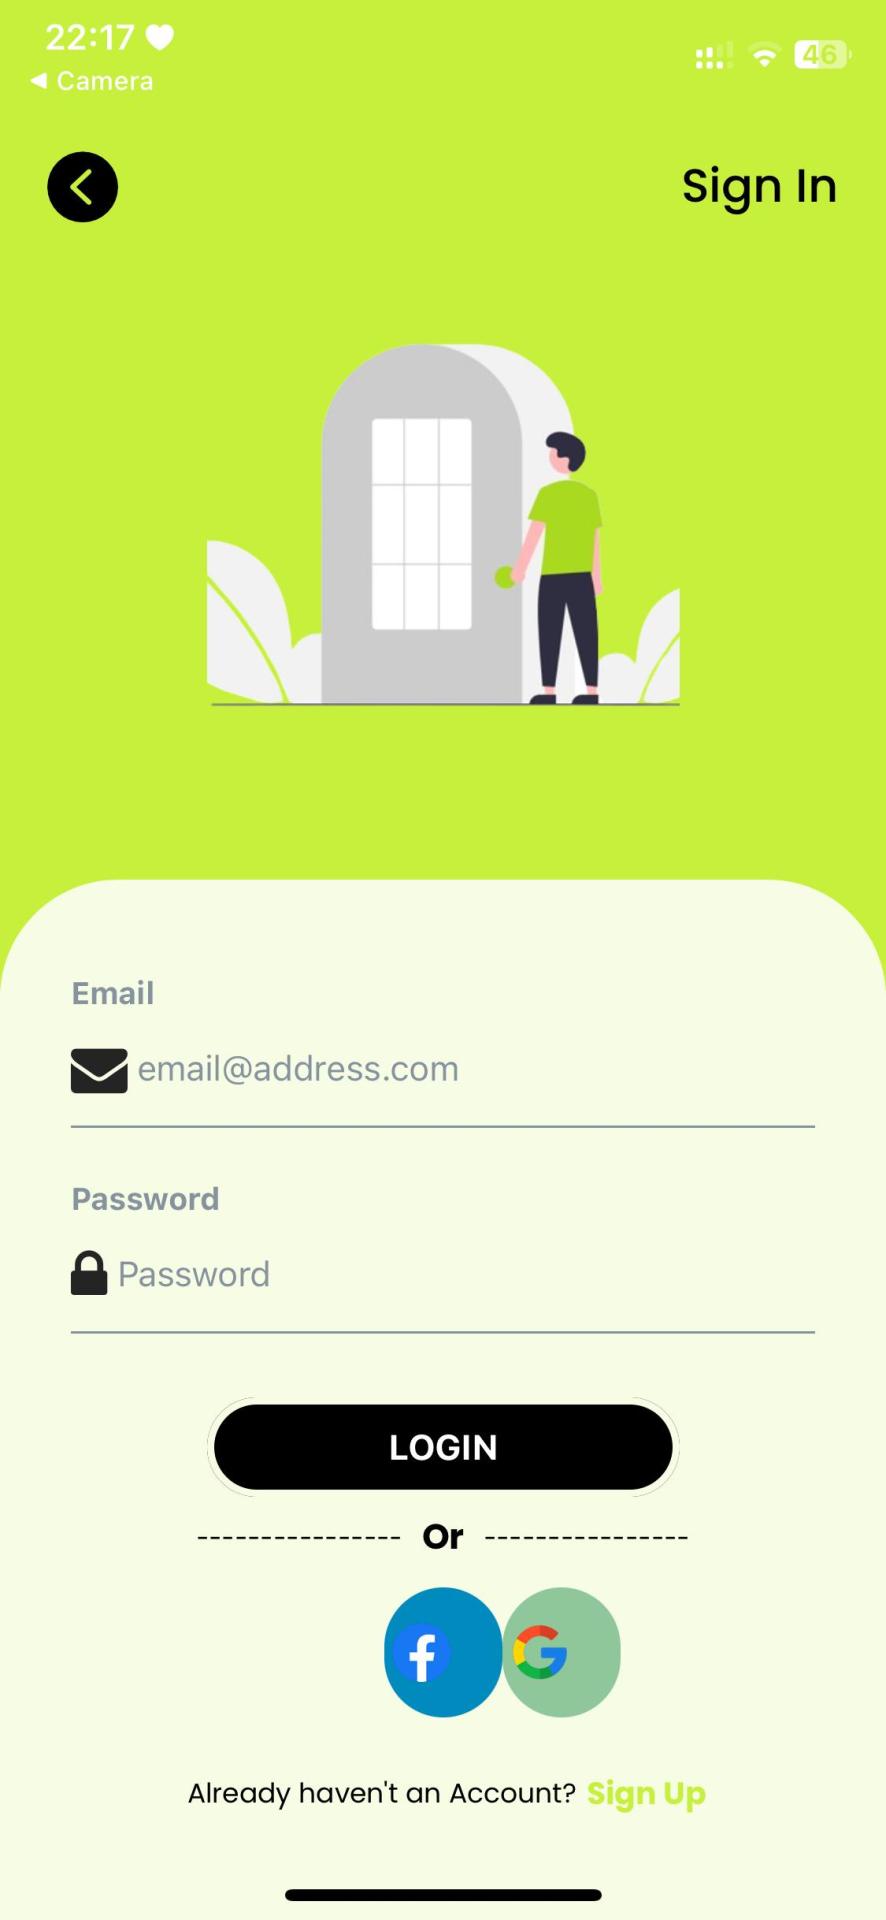 22:17
46
Camera
Sign In
Email
email@address.com
Password
Password
LOGIN
---------------- Or ----------------
Already haven't an Account? Sign Up